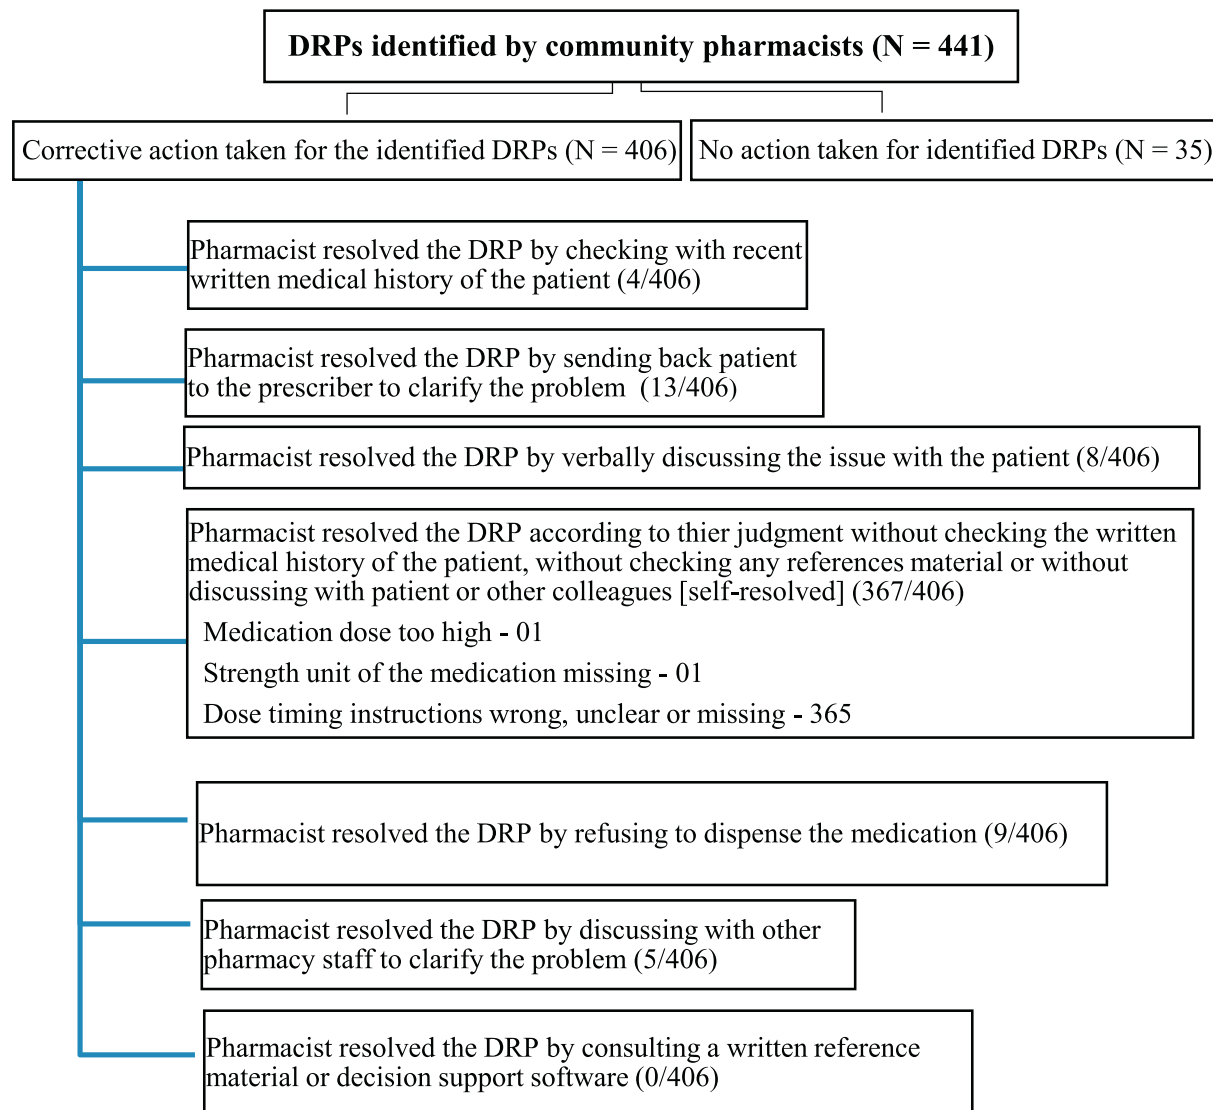 DRPs identified by community pharmacists (N = 441)
Corrective action taken for the identified DRPs (N = 406)
No action taken for identified DRPs (N = 35)
Pharmacist resolved the DRP by checking with recent
written medical history of the patient (4/406)
Pharmacist resolved the DRP by sending back patient
to the prescriber to clarify the problem (13/406)
Pharmacist resolved the DRP by verbally discussing the issue with the patient (8/406)
Pharmacist resolved the DRP according to thier judgment without checking the written
medical history of the patient, without checking any references material or without
discussing with patient or other colleagues [self-resolved] (367/406)
Medication dose too high - 01
Strength unit of the medication missing - 01
Dose timing instructions wrong, unclear or missing - 365
Pharmacist resolved the DRP by refusing to dispense the medication (9/406)
Pharmacist resolved the DRP by discussing with other
pharmacy staff to clarify the problem (5/406)
Pharmacist resolved the DRP by consulting a written reference
material or decision support software (0/406)